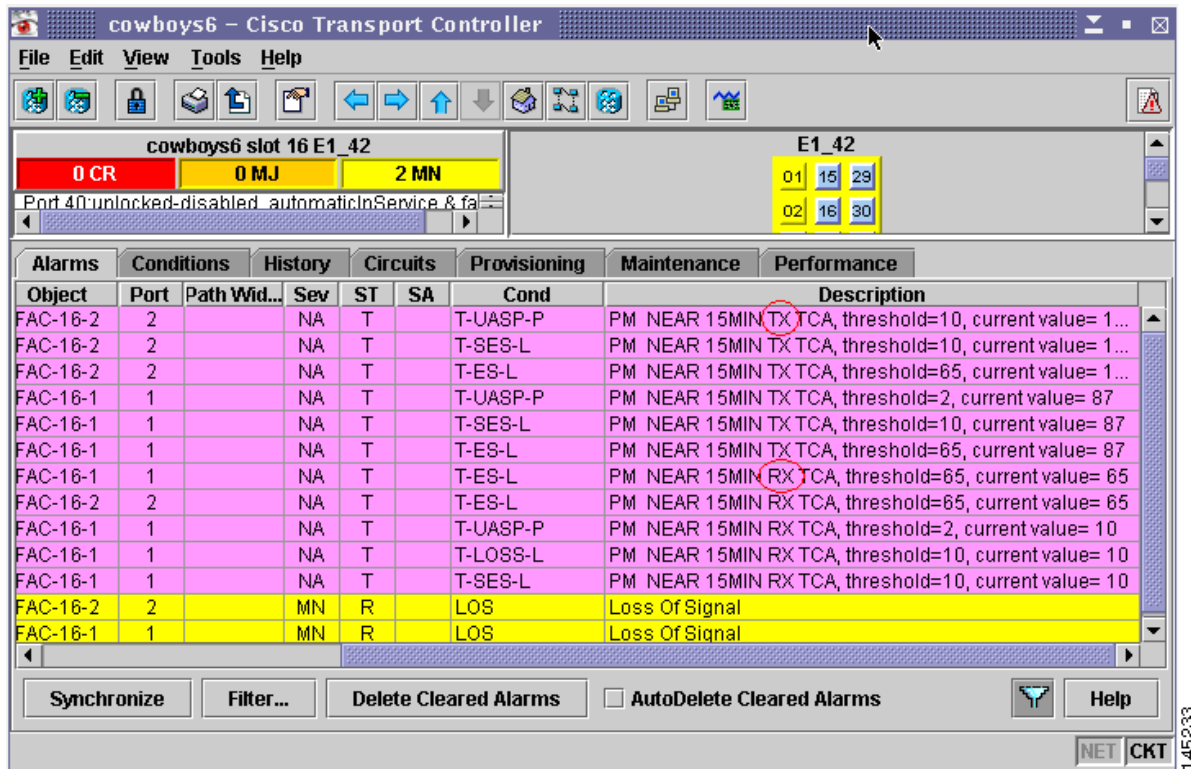 cowboys6 – Cisco Transport Controller
File Edit View Tools Help
cowboys6 slot 16 E1_42
0 CR 0 MJ 2 MN
Port 40:unlocked-disabled, automaticInService &
E1_42
01 15 29
02 16 30
Alarms Conditions History Circuits Provisioning Maintenance Performance
Object Port Path Wid... Sev ST SA Cond Description
FAC-16-2 2 NA T T-UASP-P PM NEAR 15MIN TX TCA, threshold=10, current value= 1...
FAC-16-2 2 NA T T-SES-L PM NEAR 15MIN TX TCA, threshold=10, current value= 1...
FAC-16-2 2 NA T T-ES-L PM NEAR 15MIN TX TCA, threshold=65, current value= 1...
FAC-16-1 1 NA T T-UASP-P PM NEAR 15MIN TX TCA, threshold=2, current value= 87
FAC-16-1 1 NA T T-SES-L PM NEAR 15MIN TX TCA, threshold=10, current value= 87
FAC-16-1 1 NA T T-ES-L PM NEAR 15MIN TX TCA, threshold=65, current value= 87
FAC-16-1 1 NA T T-ES-L PM NEAR 15MIN RX TCA, threshold=65, current value= 65
FAC-16-2 2 NA T T-ES-L PM NEAR 15MIN RX TCA, threshold=65, current value= 65
FAC-16-1 1 NA T T-UASP-P PM NEAR 15MIN RX TCA, threshold=2, current value= 10
FAC-16-1 1 NA T T-LOSS-L PM NEAR 15MIN RX TCA, threshold=10, current value= 10
FAC-16-1 1 NA T T-SES-L PM NEAR 15MIN RX TCA, threshold=10, current value= 10
FAC-16-2 2 MN R LOS Loss Of Signal
FAC-16-1 1 MN R LOS Loss Of Signal
Synchronize Filter... Delete Cleared Alarms AutoDelete Cleared Alarms Help
NET CKT
145233